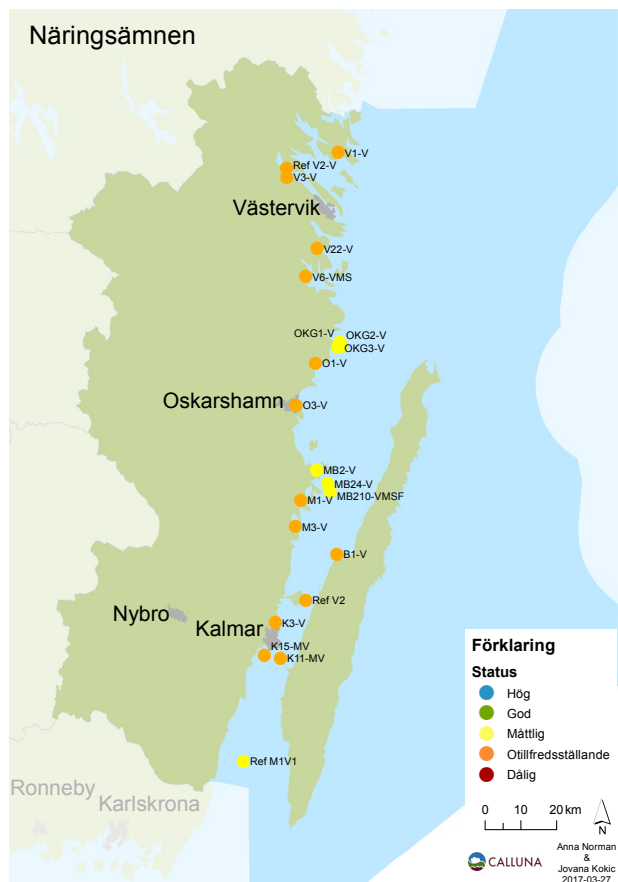 Näringsämnen
V1-V
Ref V2-V
V3-V
Västervik
V22-V
V6-VMS
OKG1-V
OKG2-V
OKG3-V
O1-V
Oskarshamn
O3-V
MB2-V
MB24-V
MB210-VMSF
M1-V
M3-V
B1-V
Ref V2
Nybro
Kalmar
K3-V
K15-MV
K11-MV
Ref M1V1
Ronneby
Karlskrona
Förklaring
Status
Hög
God
Måttlig
Otillfredsställande
Dålig
0 10 20 km
N
CALLUNA
Anna Norman
&
Jovana Kokic
2017-03-27